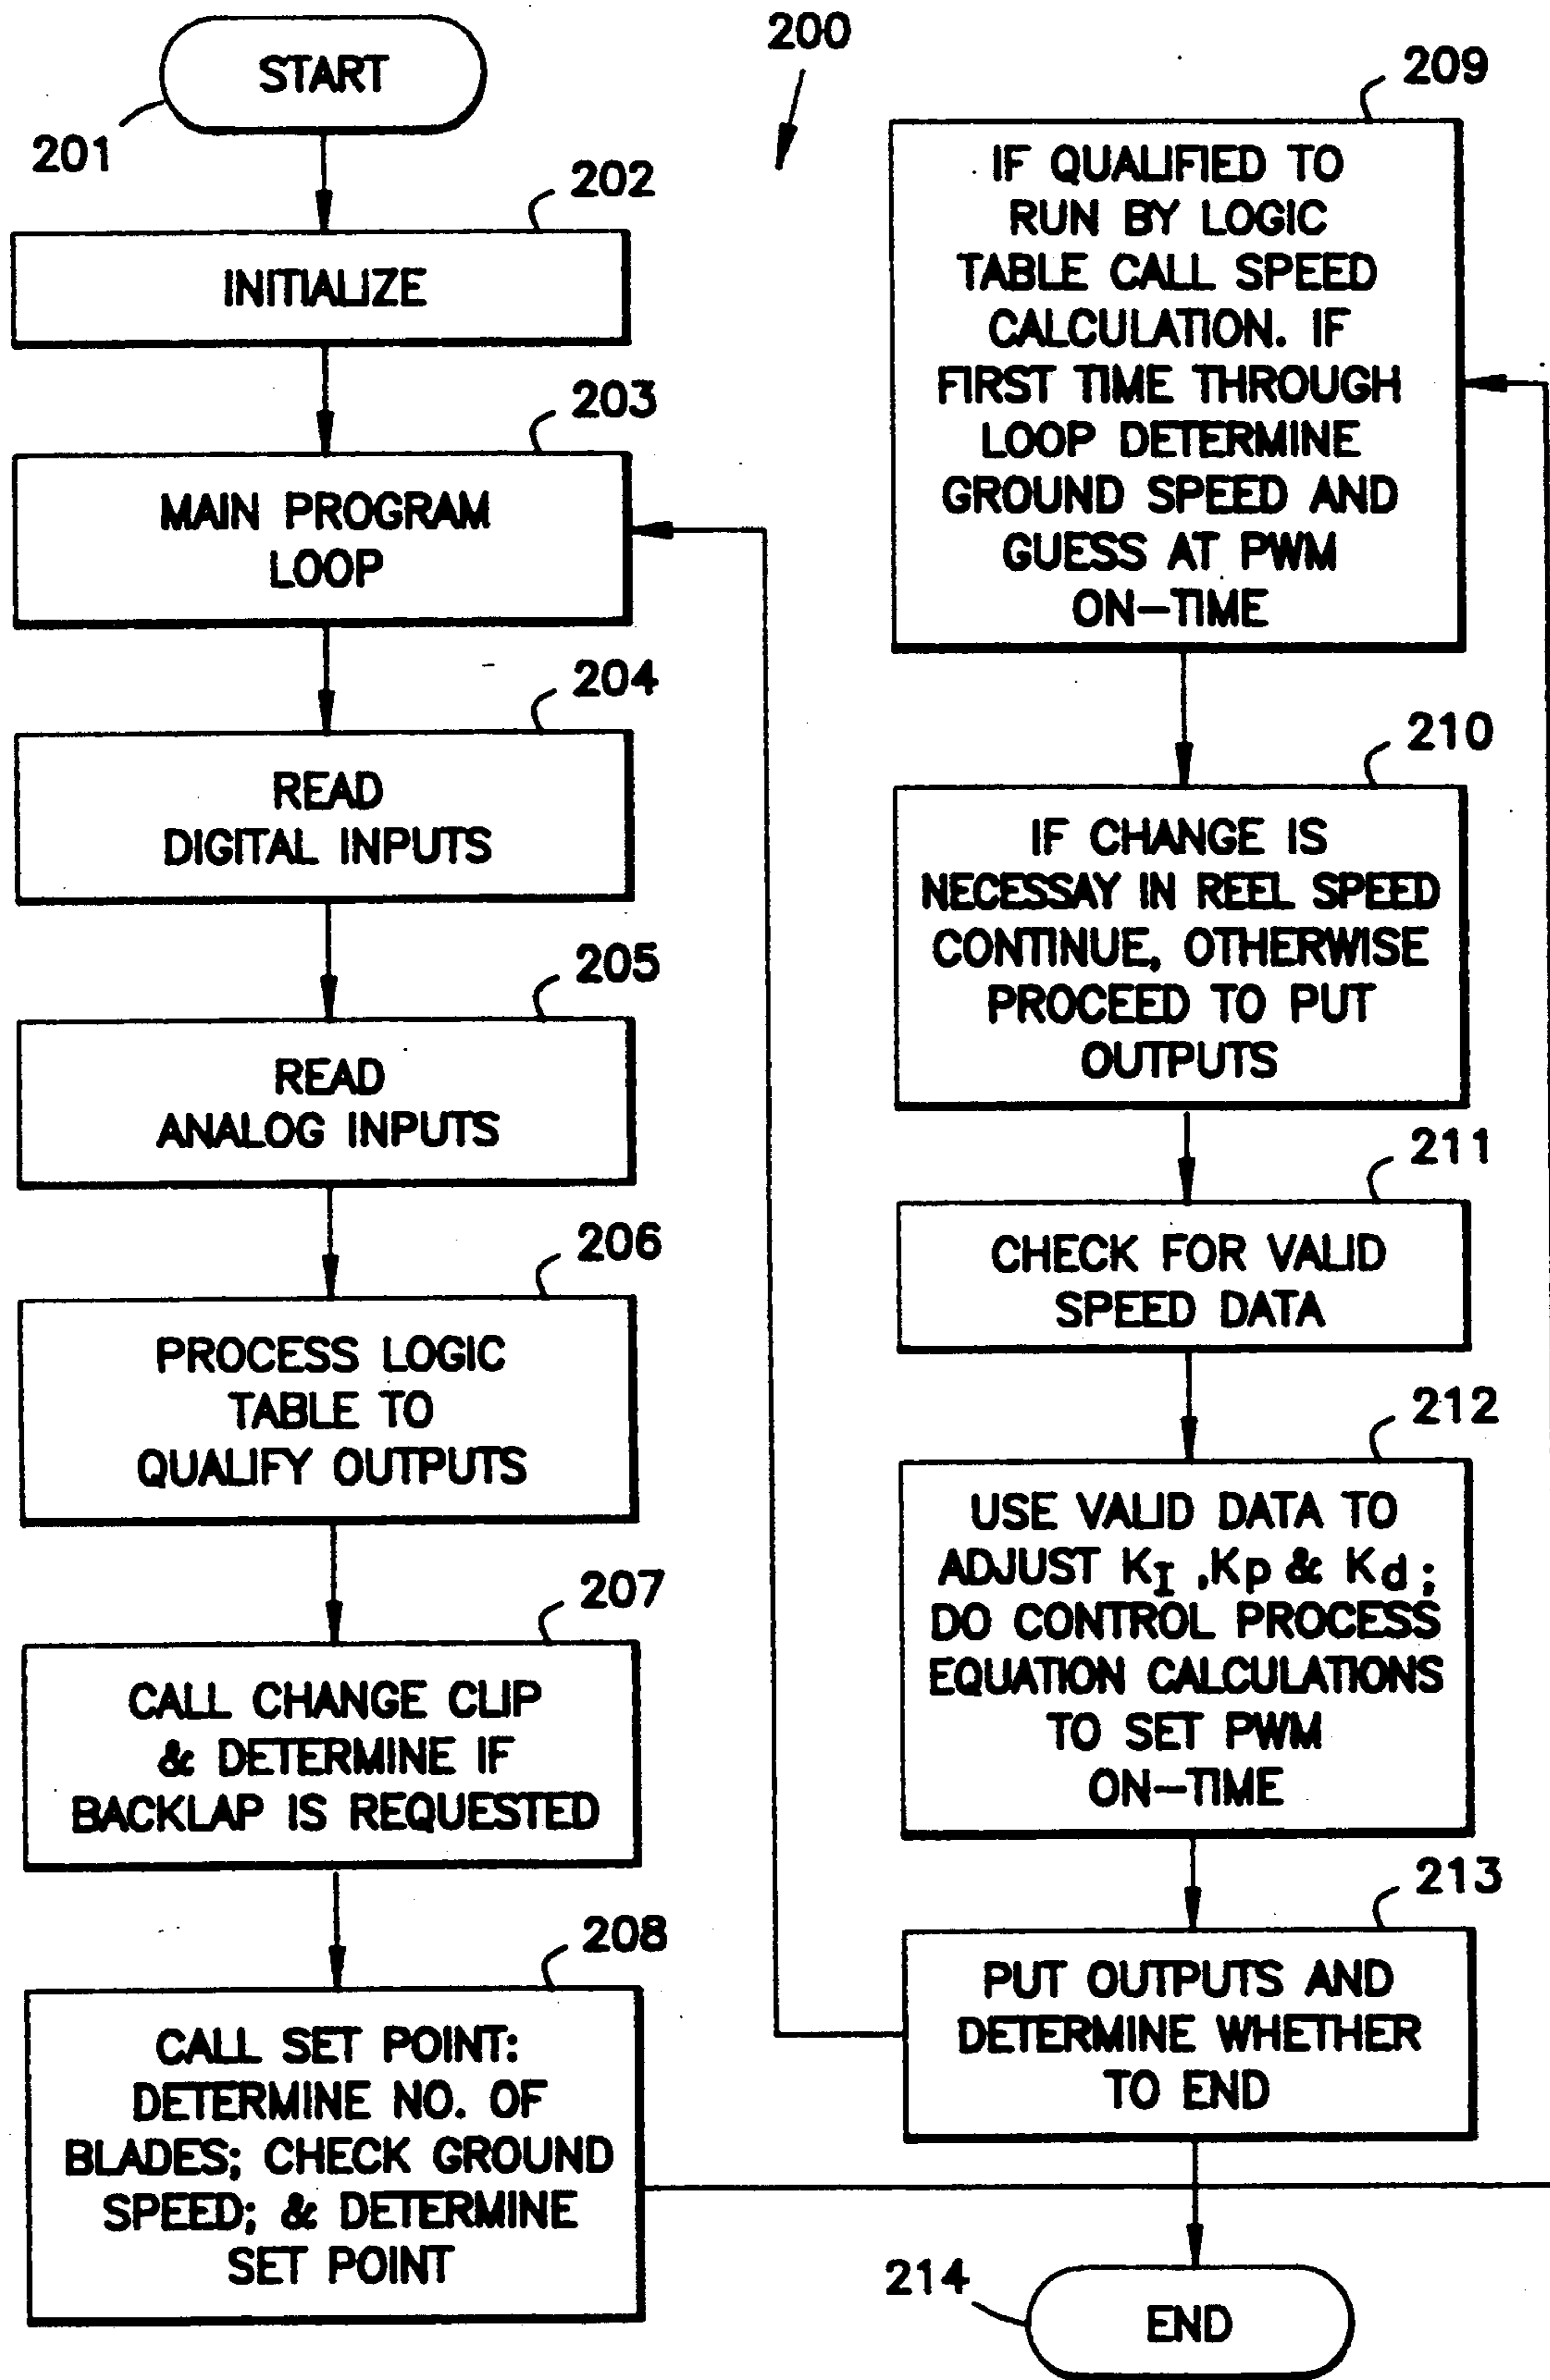 200
START
201
202
INITIALIZE
203
MAIN PROGRAM
LOOP
204
READ
DIGITAL INPUTS
205
READ
ANALOG INPUTS
206
PROCESS LOGIC
TABLE TO
QUALIFY OUTPUTS
207
CALL CHANGE CLIP
& DETERMINE IF
BACKLAP IS REQUESTED
208
CALL SET POINT:
DETERMINE NO. OF
BLADES; CHECK GROUND
SPEED; & DETERMINE
SET POINT
209
IF QUALIFIED TO
RUN BY LOGIC
TABLE CALL SPEED
CALCULATION. IF
FIRST TIME THROUGH
LOOP DETERMINE
GROUND SPEED AND
GUESS AT PWM
ON-TIME
210
IF CHANGE IS
NECESSAY IN REEL SPEED
CONTINUE, OTHERWISE
PROCEED TO PUT
OUTPUTS
211
CHECK FOR VALID
SPEED DATA
212
USE VALID DATA TO
ADJUST KI ,Kp & Kd ;
DO CONTROL PROCESS
EQUATION CALCULATIONS
TO SET PWM
ON-TIME
213
PUT OUTPUTS AND
DETERMINE WHETHER
TO END
214
END